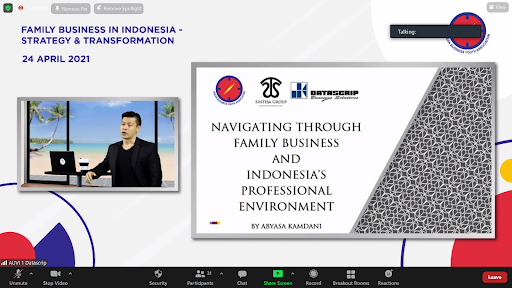 Remove Pin
Remove Spotlight
View
FAMILY BUSINESS IN INDONESIA -
STRATEGY & TRANSFORMATION
24 APRIL 2021
Talking:
SINTESA GROUP
DATASCRIP
Business Solutions
NAVIGATING THROUGH
FAMILY BUSINESS
AND
INDONESIA'S
PROFESSIONAL
ENVIRONMENT
BY ABYASA KAMDANI
AUVI 1 Datascrip
Unmute
Stop Video
Security
Participants
Chat
Share Screen
Record
Breakout Rooms
Reactions
Leave